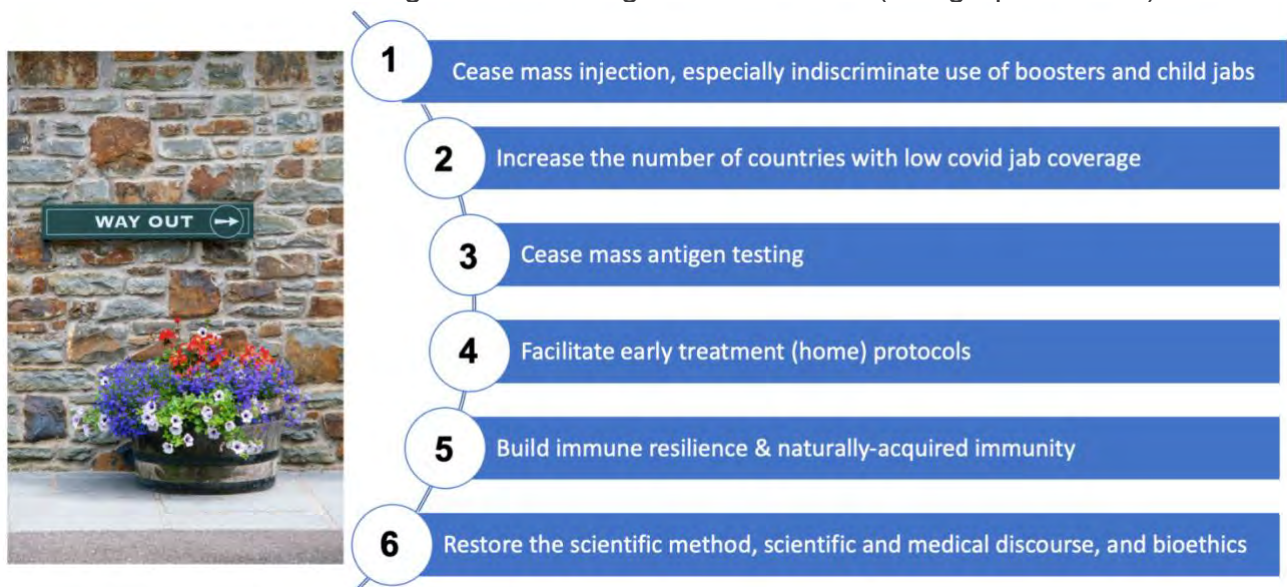 1
Cease mass injection, especially indiscriminate use of boosters and child jabs
2
Increase the number of countries with low covid jab coverage
WAY OUT
3
Cease mass antigen testing
4
Facilitate early treatment (home) protocols
5
Build immune resilience & naturally-acquired immunity
6
Restore the scientific method, scientific and medical discourse, and bioethics